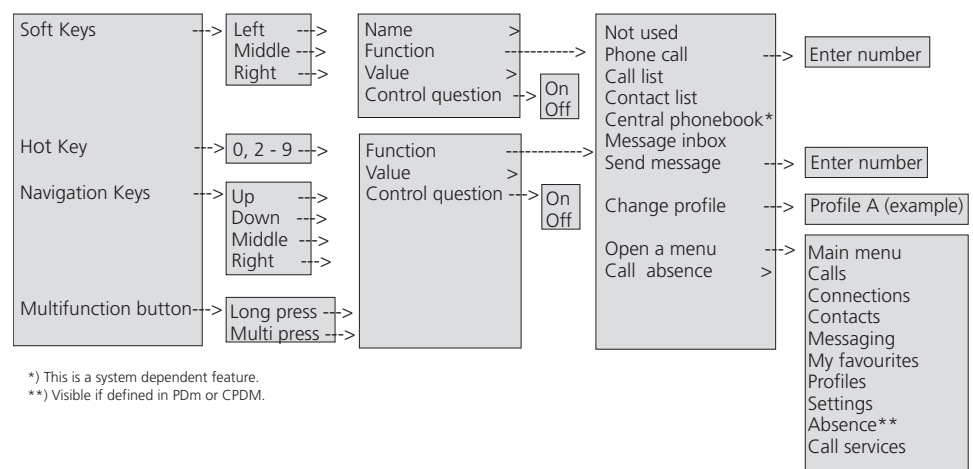 Soft Keys ---> 
Left --->
Middle --->
Right --->
Name >
Function ----------->
Value >
Control question -->
On
Off
Hot Key --->
0, 2 - 9 --->
Function ----------->
Value >
Control question --->
On
Off
Navigation Keys --->
Up --->
Down --->
Middle --->
Right --->
Multifunction button--->
Long press --->
Multi press --->
Not used
Phone call --->
Enter number
Call list
Contact list
Central phonebook*
Message inbox
Send message --->
Enter number
Change profile --->
Profile A (example)
Open a menu --->
Call absence >
Main menu
Calls
Connections
Contacts
Messaging
My favourites
Profiles
Settings
Absence**
Call services
*) This is a system dependent feature.
**) Visible if defined in PDm or CPDM.